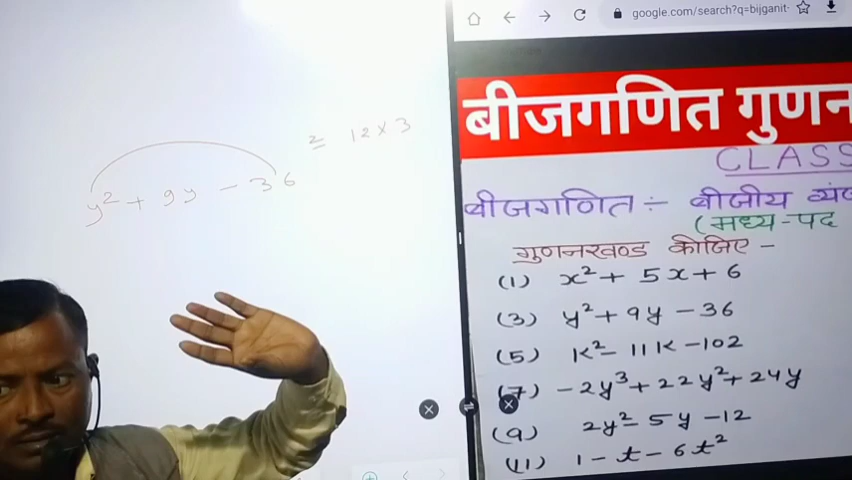 y² + 9y - 36 = 12 × 3
google.com/search?q=bijganit-
बीजगणित गुणन
CLASS
बीजगणित :- बीजीय व्यं
(मध्य-पद
गुणनखण्ड कीजिए -
(1) x² + 5x + 6
(3) y² + 9y - 36
(5) k² - 11k - 102
(7) -2y³ + 22y² + 24y
(9) 2y² - 5y - 12
(11) 1 - t - 6t²